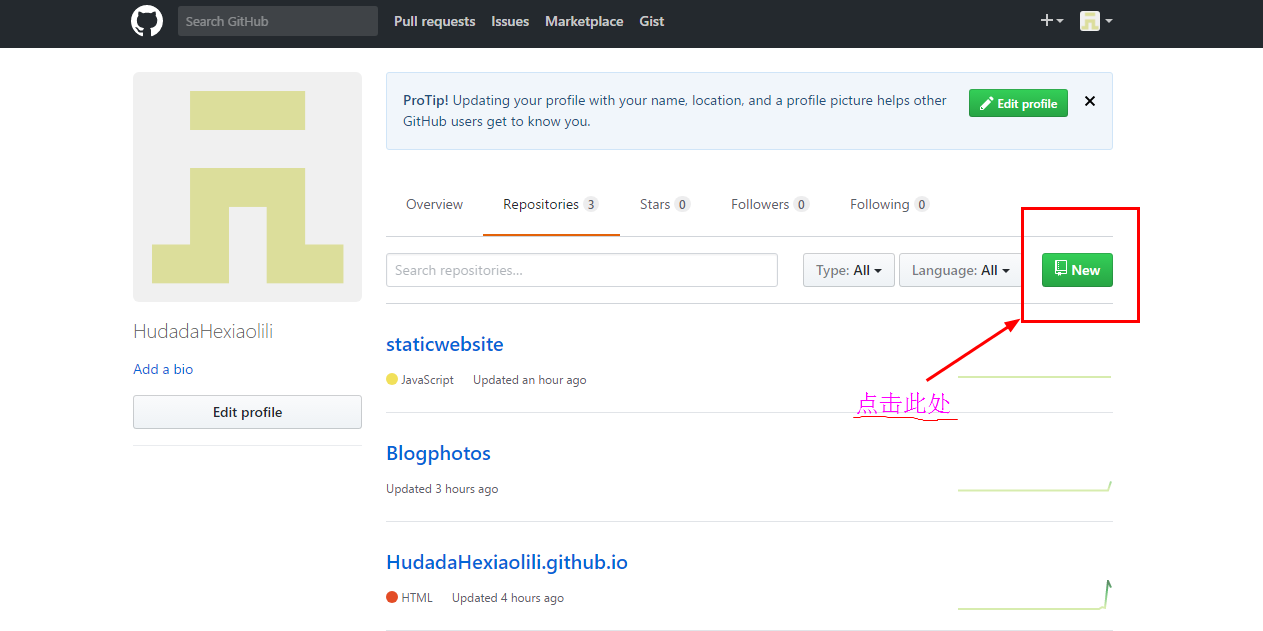 Search GitHub Pull requests Issues Marketplace Gist
ProTip! Updating your profile with your name, location, and a profile picture helps other
GitHub users get to know you.
Edit profile
Overview Repositories 3 Stars 0 Followers 0 Following 0
Search repositories... Type: All Language: All New
HudadaHexiaolili
Add a bio
Edit profile
staticwebsite
JavaScript Updated an hour ago
点击此处
Blogphotos
Updated 3 hours ago
HudadaHexiaolili.github.io
HTML Updated 4 hours ago